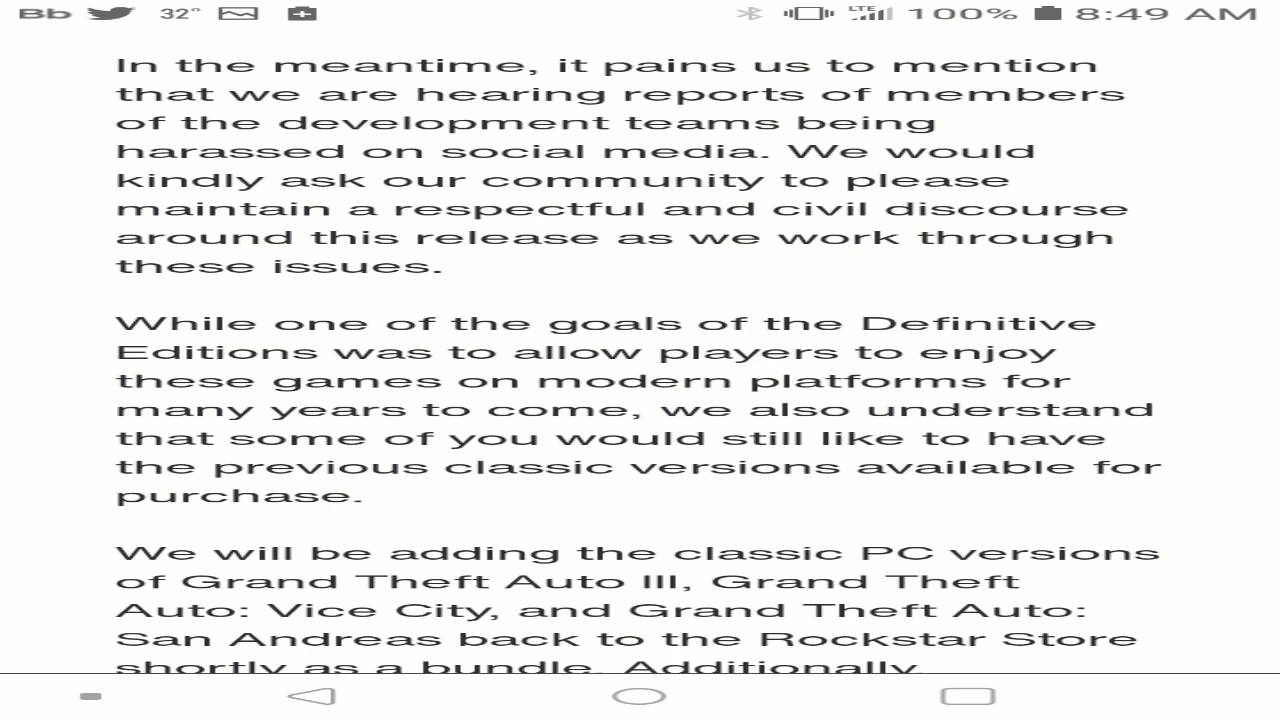 Bb 32° LTE 100% 8:49 AM
In the meantime, it pains us to mention
that we are hearing reports of members
of the development teams being
harassed on social media. We would
kindly ask our community to please
maintain a respectful and civil discourse
around this release as we work through
these issues.
While one of the goals of the Definitive
Editions was to allow players to enjoy
these games on modern platforms for
many years to come, we also understand
that some of you would still like to have
the previous classic versions available for
purchase.
We will be adding the classic PC versions
of Grand Theft Auto III, Grand Theft
Auto: Vice City, and Grand Theft Auto:
San Andreas back to the Rockstar Store
shortly as a bundle. Additionally,